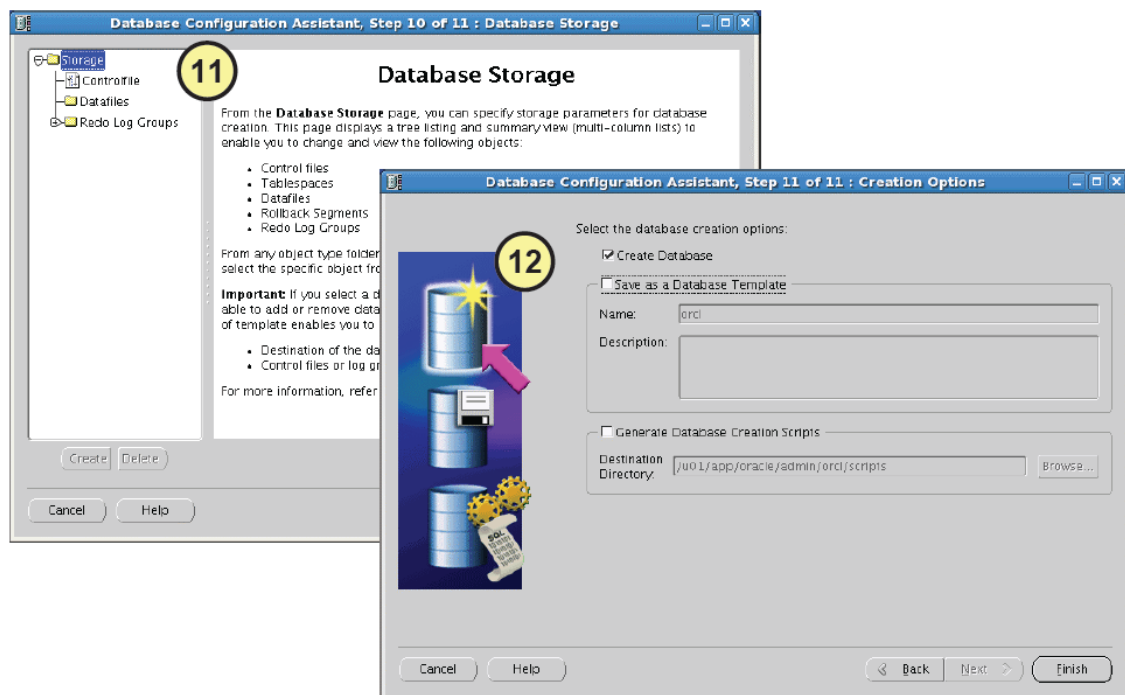 Database Configuration Assistant, Step 10 of 11 : Database Storage
Storage
Controlfile
Datafiles
Redo Log Groups
11
Database Storage
From the Database Storage page, you can specify storage parameters for database
creation. This page displays a tree listing and summary view (multi-column lists) to
enable you to change and view the following objects:
• Control files
• Tablespaces
• Datafiles
• Rollback Segments
• Redo Log Groups
From any object type folder
select the specific object fro
Important: If you select a d
able to add or remove data
of template enables you to
• Destination of the da
• Control files or log gr
For more information, refer
Create Delete
Cancel Help
Database Configuration Assistant, Step 11 of 11 : Creation Options
12
Select the database creation options:
Create Database
Save as a Database Template
Name: orcl
Description:
Generate Database Creation Scripts
Destination
Directory: /u01/app/oracle/admin/orcl/scripts Browse...
SQL
Cancel Help Back Next Finish